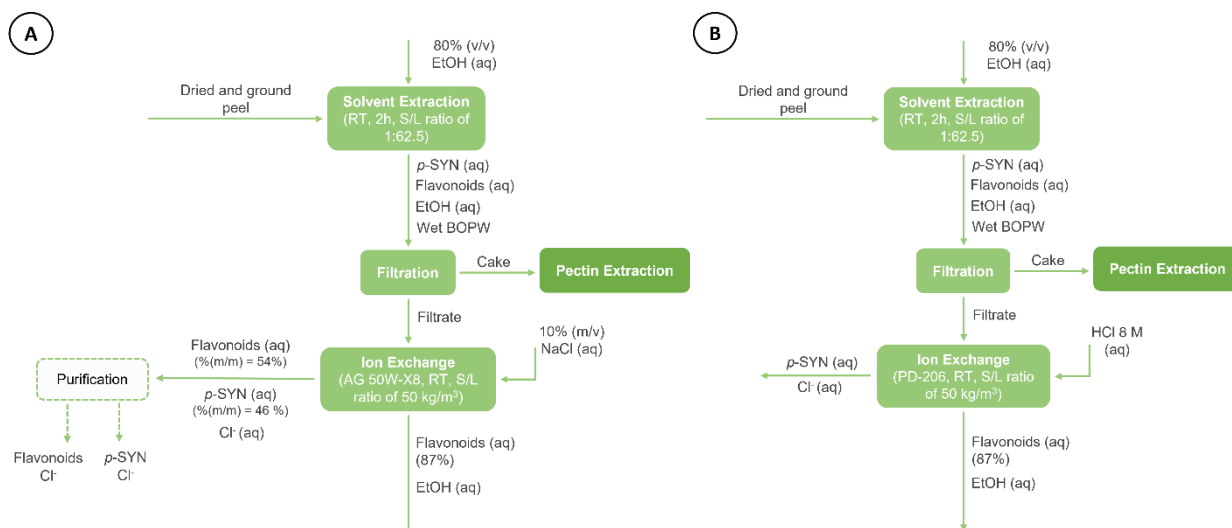 A
80% (v/v)
EtOH (aq)
Dried and ground
peel
Solvent Extraction
(RT, 2h, S/L ratio of
1:62.5)
p-SYN (aq)
Flavonoids (aq)
EtOH (aq)
Wet BOPW
Filtration
Cake
Pectin Extraction
Filtrate
10% (m/v)
NaCl (aq)
Ion Exchange
(AG 50W-X8, RT, S/L
ratio of 50 kg/m³)
Flavonoids (aq)
(%(m/m) = 54%)
p-SYN (aq)
(%(m/m) = 46 %)
Cl⁻ (aq)
Purification
Flavonoids
Cl⁻
p-SYN
Cl⁻
Flavonoids (aq)
(87%)
EtOH (aq)
B
80% (v/v)
EtOH (aq)
Dried and ground
peel
Solvent Extraction
(RT, 2h, S/L ratio of
1:62.5)
p-SYN (aq)
Flavonoids (aq)
EtOH (aq)
Wet BOPW
Filtration
Cake
Pectin Extraction
Filtrate
HCl 8 M
(aq)
Ion Exchange
(PD-206, RT, S/L ratio
of 50 kg/m³)
p-SYN (aq)
Cl⁻ (aq)
Flavonoids (aq)
(87%)
EtOH (aq)